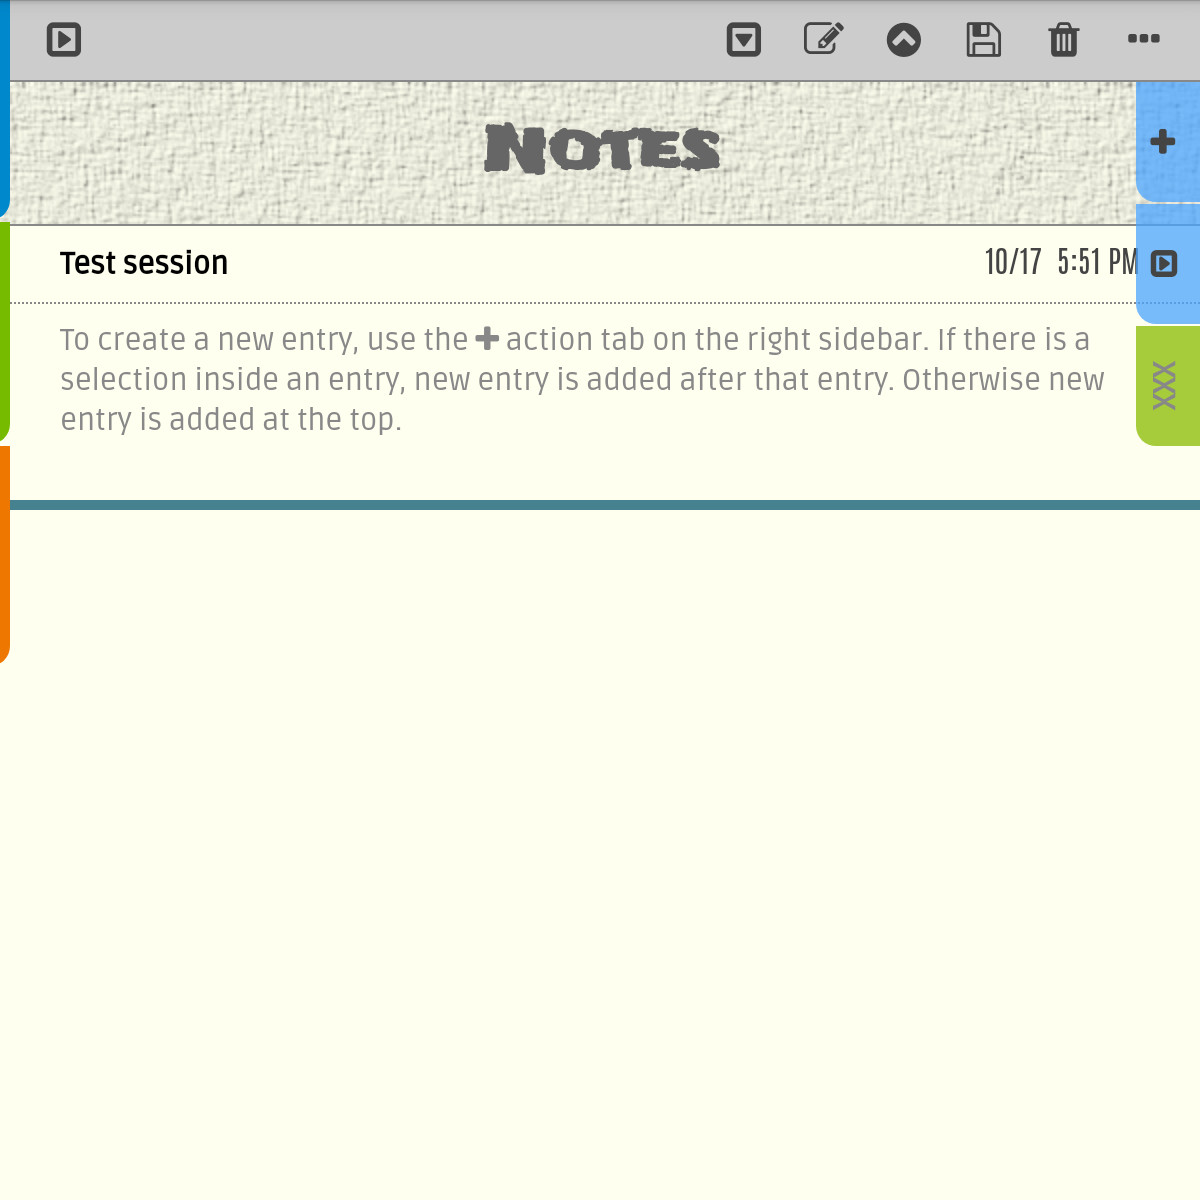 NOTES
Test session 10/17 5:51 PM
To create a new entry, use the + action tab on the right sidebar. If there is a
selection inside an entry, new entry is added after that entry. Otherwise new
entry is added at the top.
XXX